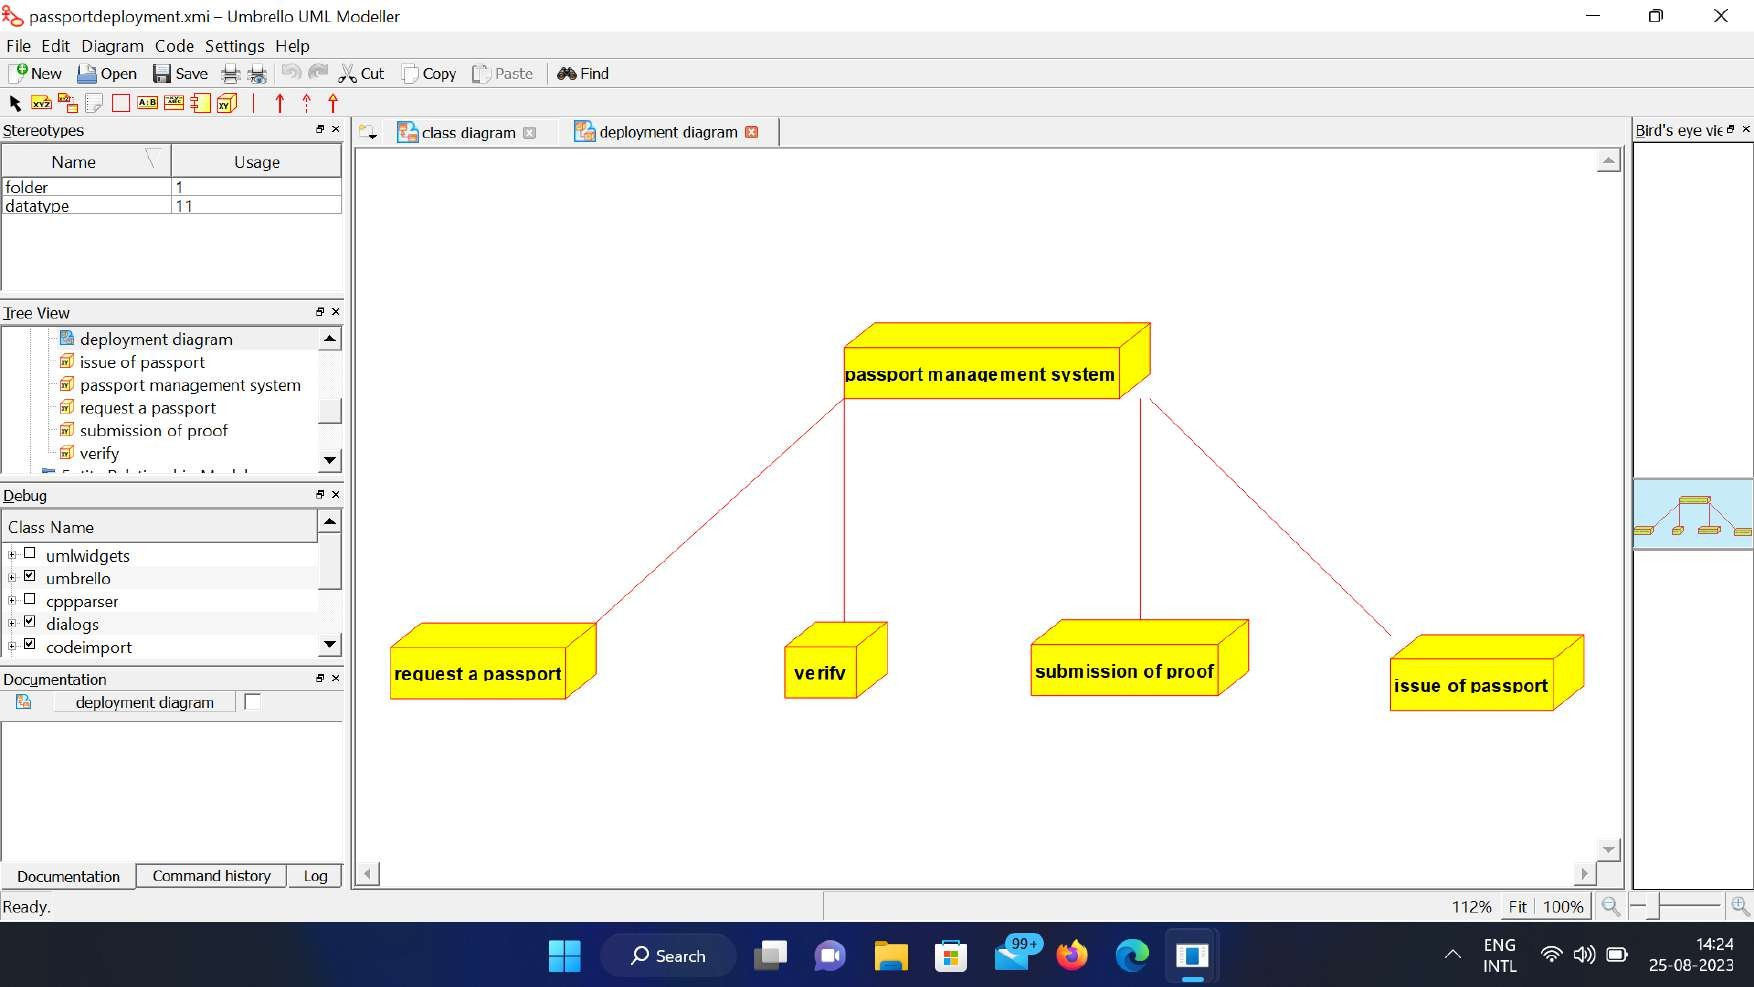 passportdeployment.xmi – Umbrello UML Modeller
File Edit Diagram Code Settings Help
New Open Save Cut Copy Paste Find
Stereotypes
Name Usage
folder 1
datatype 11
Tree View
deployment diagram
issue of passport
passport management system
request a passport
submission of proof
verify
Debug
Class Name
umlwidgets
umbrello
cppparser
dialogs
codeimport
Documentation
deployment diagram
Documentation Command history Log
class diagram deployment diagram
passport management system
request a passport
verify
submission of proof
issue of passport
Bird's eye vie
Ready.
112% Fit 100%
Search
99+
ENG
INTL
14:24
25-08-2023